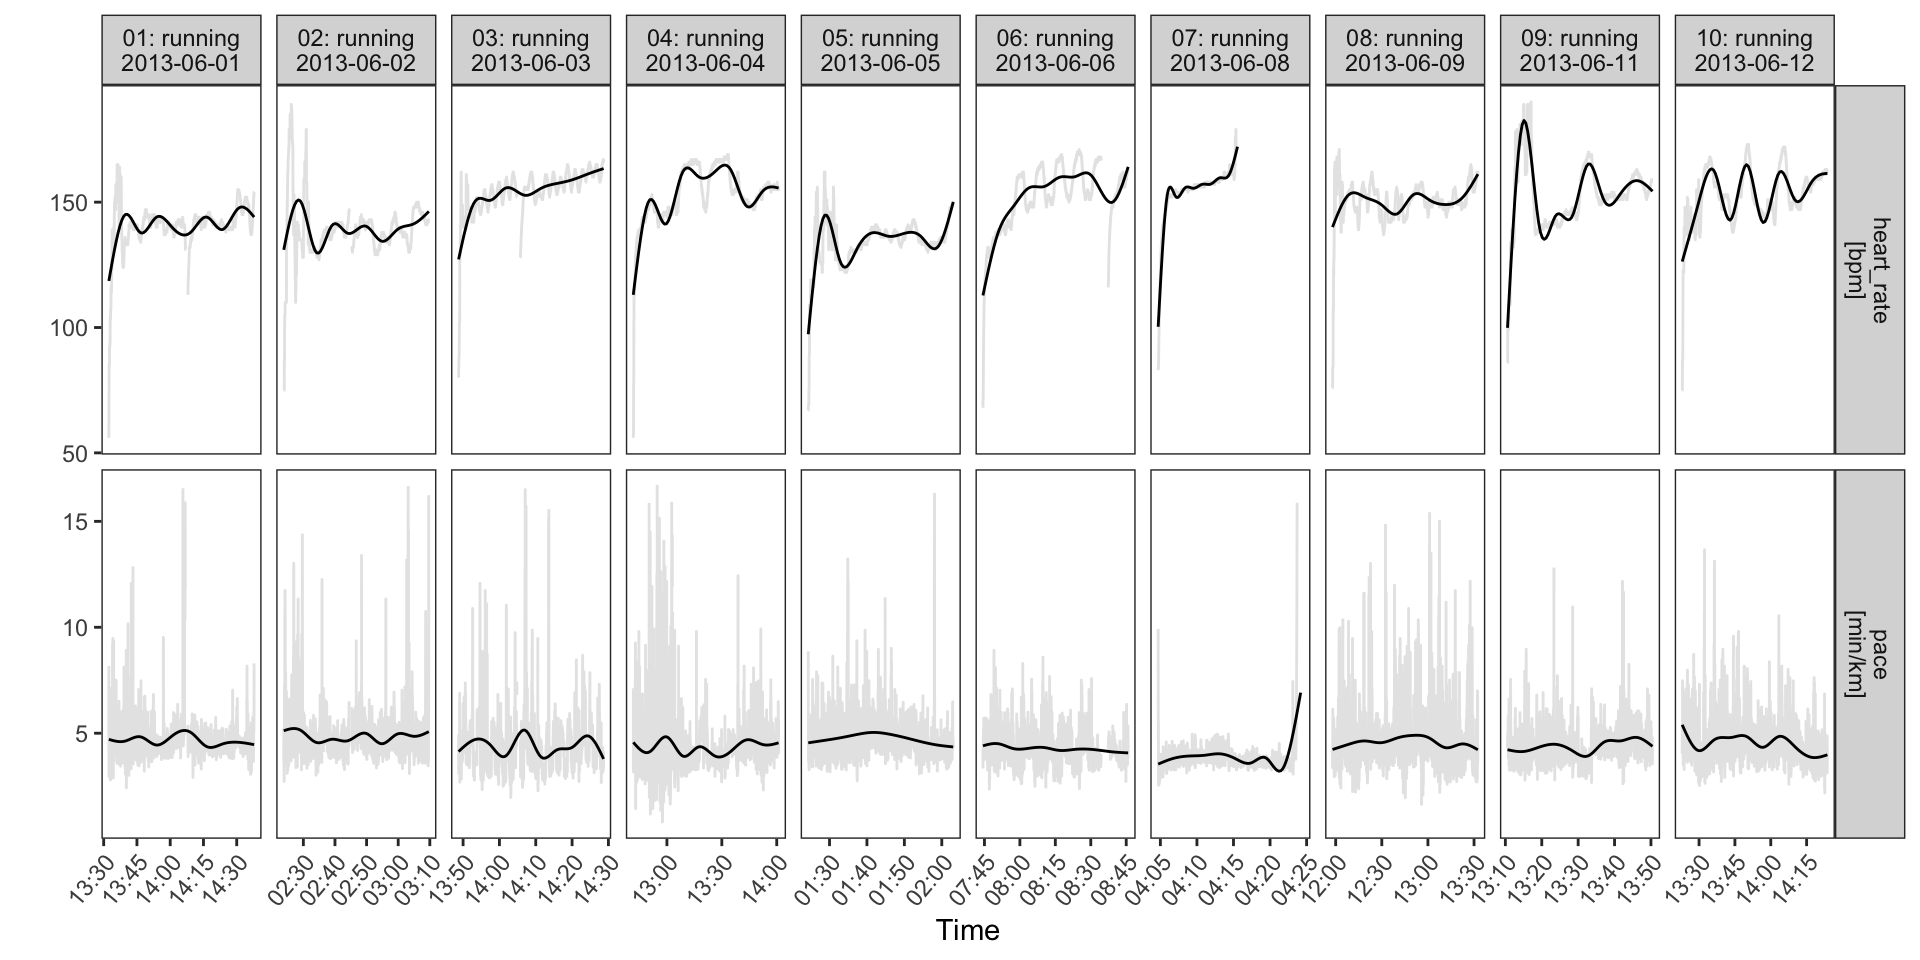 01: running
2013-06-01
02: running
2013-06-02
03: running
2013-06-03
04: running
2013-06-04
05: running
2013-06-05
06: running
2013-06-06
07: running
2013-06-08
08: running
2013-06-09
09: running
2013-06-11
10: running
2013-06-12
150
100
50
heart_rate
[bpm]
15
10
5
pace
[min/km]
13:30 13:45 14:00 14:15 14:30
02:30 02:40 02:50 03:00 03:10
13:50 14:00 14:10 14:20 14:30
13:00 13:30 14:00
01:30 01:40 01:50 02:00
07:45 08:00 08:15 08:30 08:45
04:05 04:10 04:15 04:20 04:25
12:00 12:30 13:00 13:30
13:10 13:20 13:30 13:40 13:50
13:30 13:45 14:00 14:15
Time